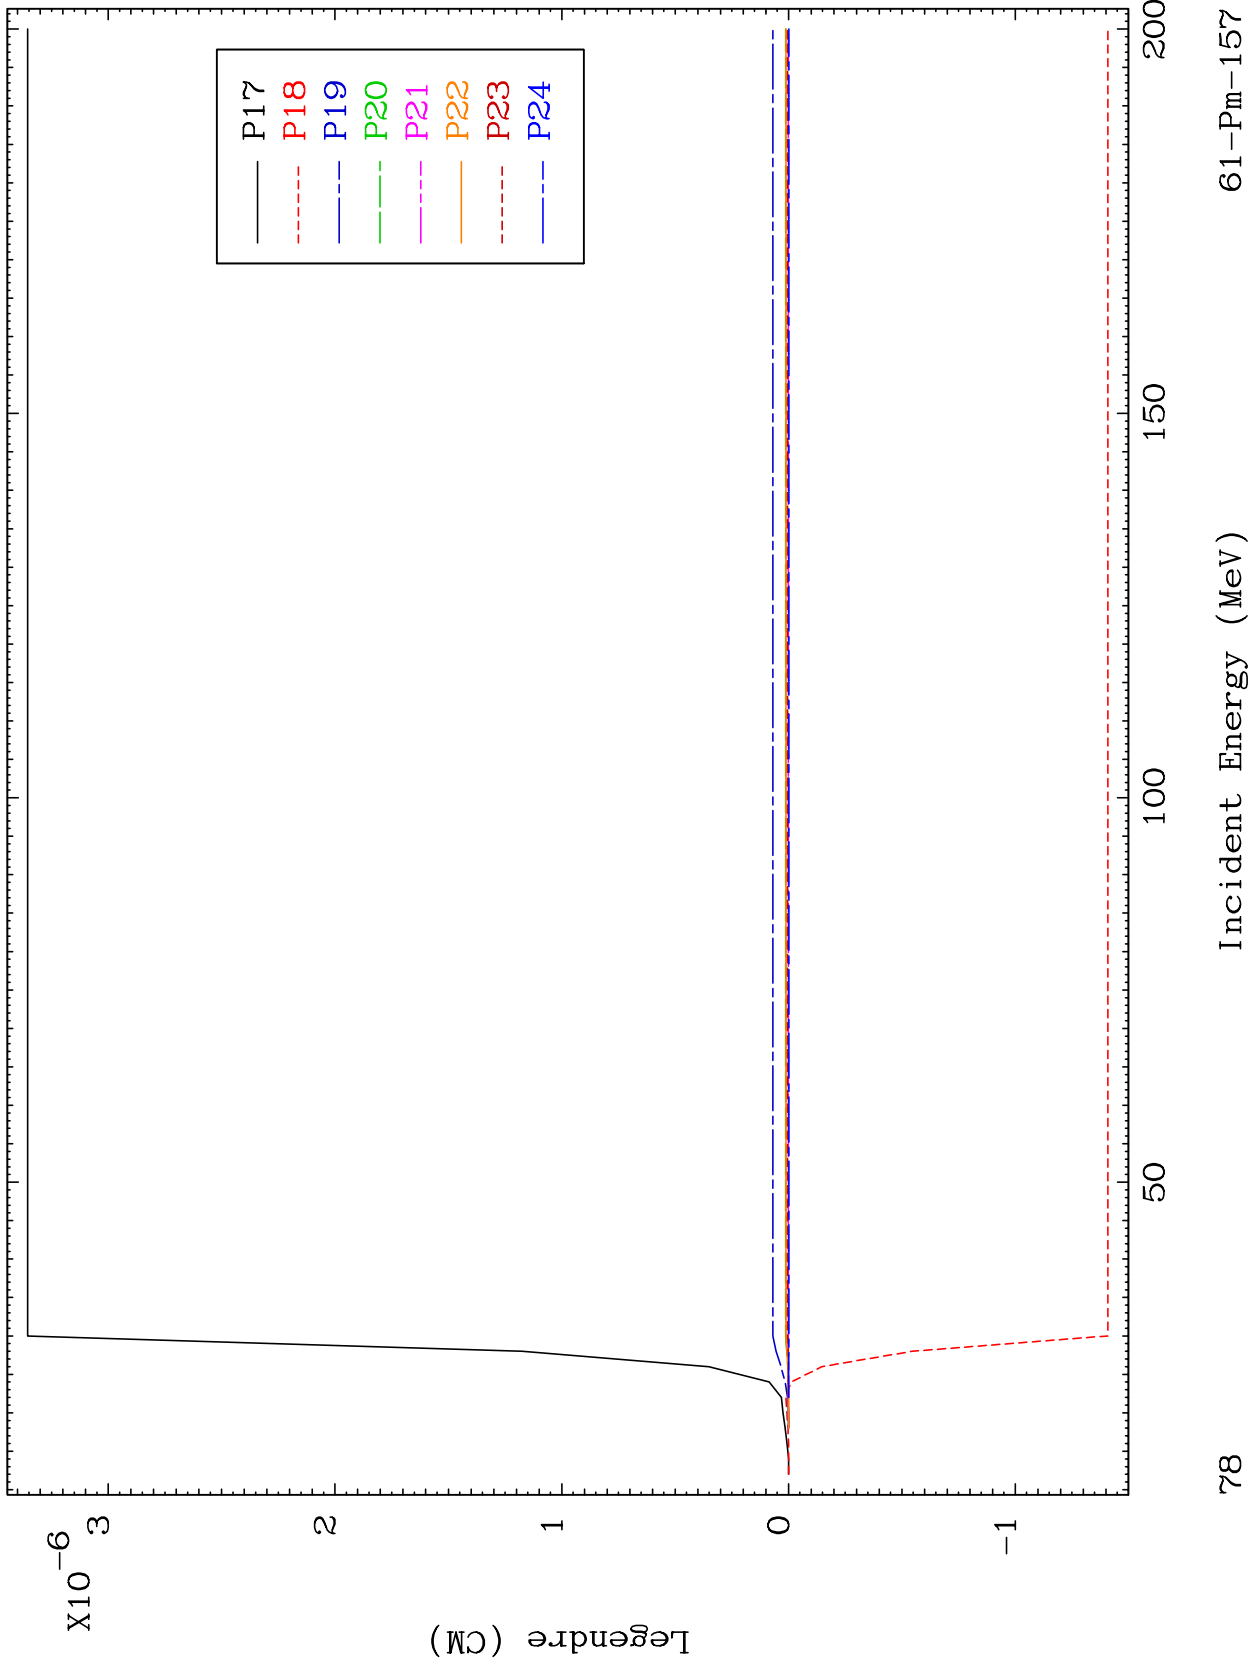 X10-6
3
2
1
0
-1
Legendre (CM)
P17
P18
P19
P20
P21
P22
P23
P24
50
100
150
200
78
Incident Energy (MeV)
61-Pm-157